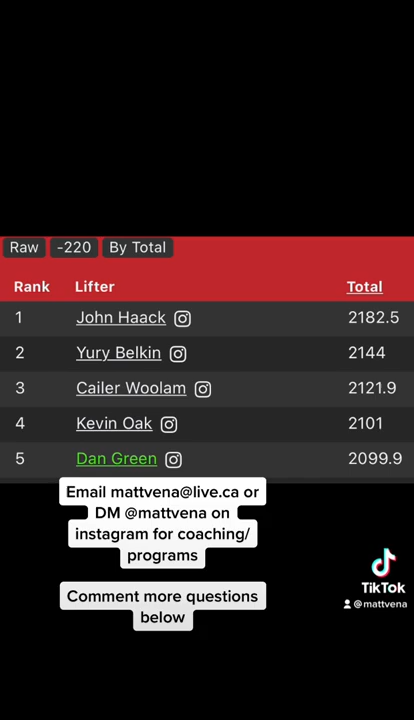 Raw -220 By Total
Rank Lifter Total
1 John Haack 2182.5
2 Yury Belkin 2144
3 Cailer Woolam 2121.9
4 Kevin Oak 2101
5 Dan Green 2099.9
Email mattvena@live.ca or
DM @mattvena on
instagram for coaching/
programs
Comment more questions
below
TikTok
@mattvena